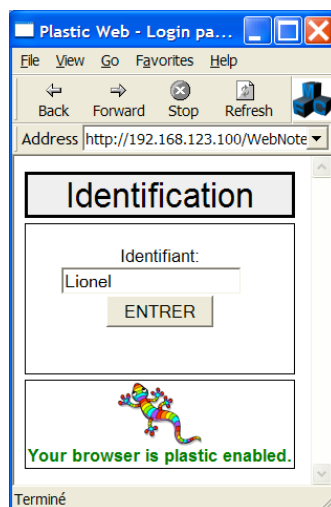 Plastic Web - Login pa...
File View Go Favorites Help
Back Forward Stop Refresh
Address http://192.168.123.100/WebNote
Identification
Identifiant:
Lionel
ENTRER
Your browser is plastic enabled.
Terminé